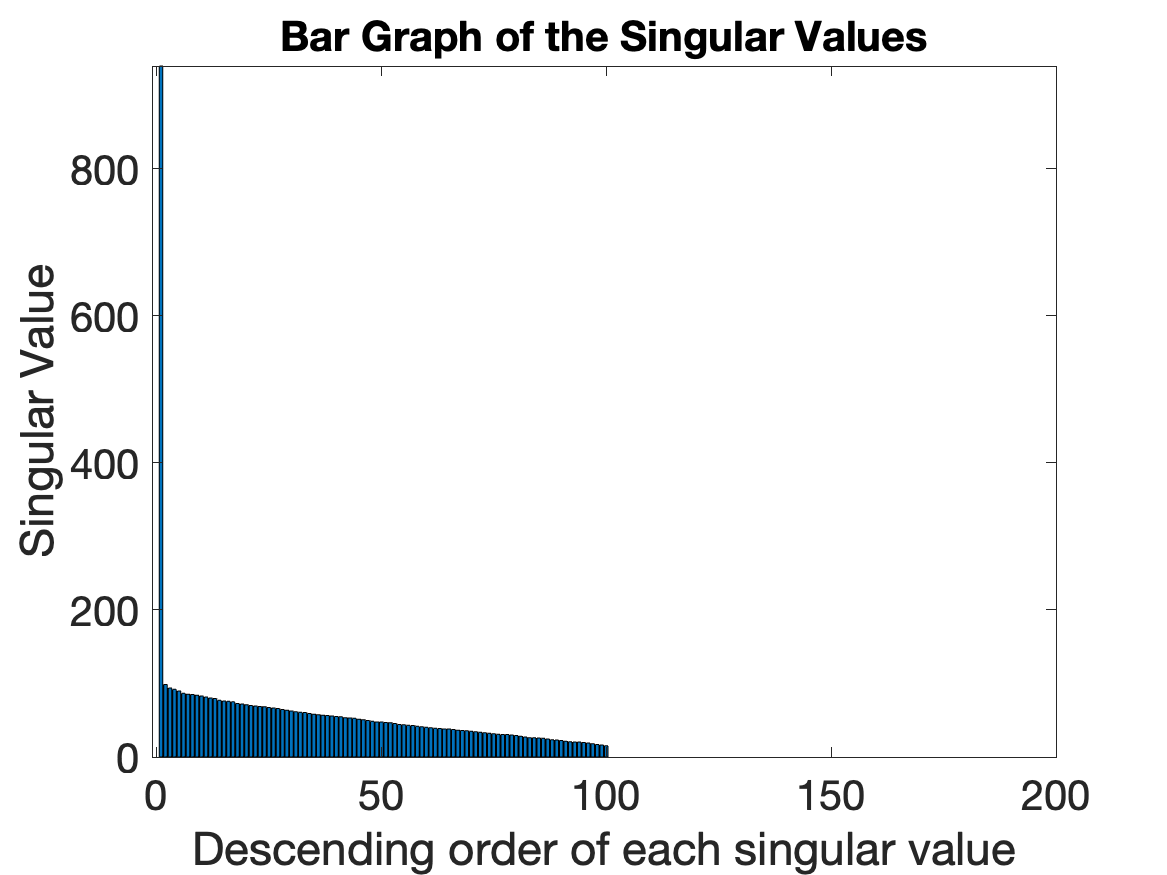 Bar Graph of the Singular Values
800
600
400
200
0
Singular Value
0 50 100 150 200
Descending order of each singular value